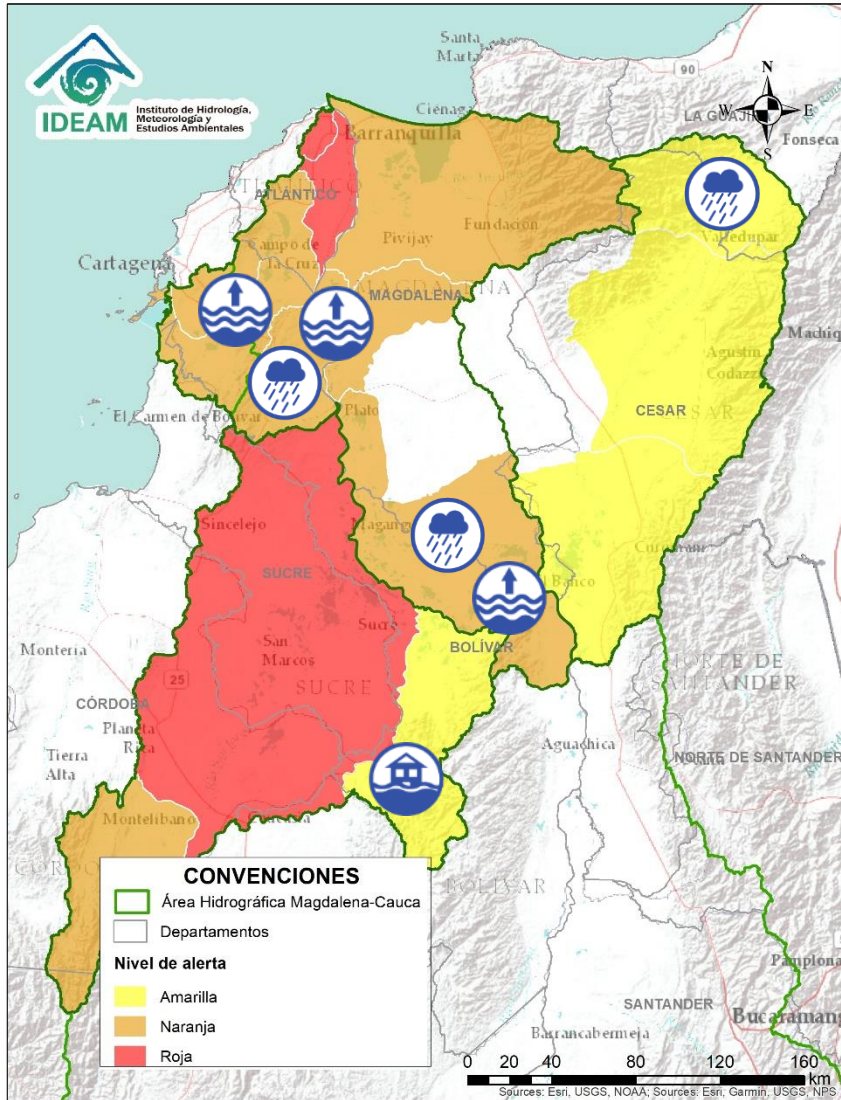 IDEAM
Instituto de Hidrología,
Meteorología y
Estudios Ambientales
Santa
Marta
90
N
W
E
S
LA GUAJI
Fonseca
Ciénaga
Barranquilla
ATLÁNTICO
Campo de
la Cruz
Pivijay
Fundación
Valledupar
Cartagena
MAGDALENA
Machiq
Agustín
Codazzi
CESAR
El Carmen de Bolívar
Plato
Sincelejo
SUCRE
Magangu
Banco
Sucre
BOLÍVAR
San
Marcos
SUCRE
Montería
25
CÓRDOBA
Planeta
Rica
Tierra
Alta
NORTE DE
SANTANDER
NORTE DE SANTANDER
Aguachica
Montelíbano
BOLÍVAR
CONVENCIONES
Área Hidrográfica Magdalena-Cauca
Departamentos
Nivel de alerta
Amarilla
Naranja
Roja
Pamplona
SANTANDER
Bucaramang
Barrancabermeja
0 20 40 80 120 160
Km
Sources: Esri, USGS, NOAA; Sources: Esri, Garmin, USGS, NPS